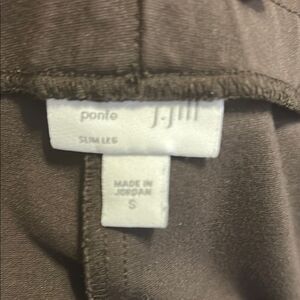 ponte
J.Jill
SLIM LEG
MADE IN
JORDAN
S